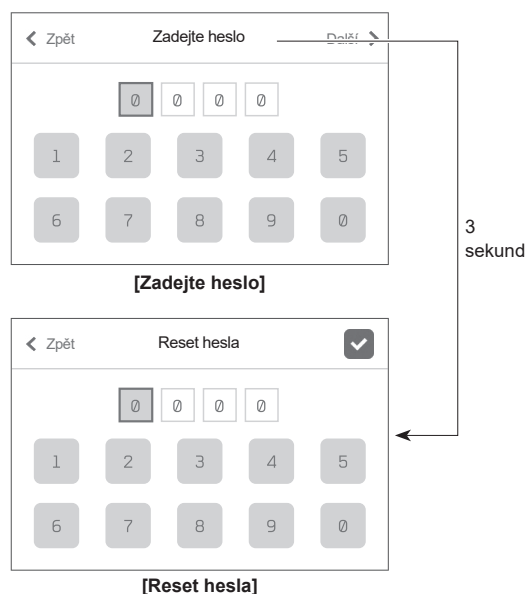 Zpět Zadejte heslo Další
0 0 0 0
1 2 3 4 5
6 7 8 9 0
[Zadejte heslo]
3
sekund
Zpět Reset hesla
0 0 0 0
1 2 3 4 5
6 7 8 9 0
[Reset hesla]